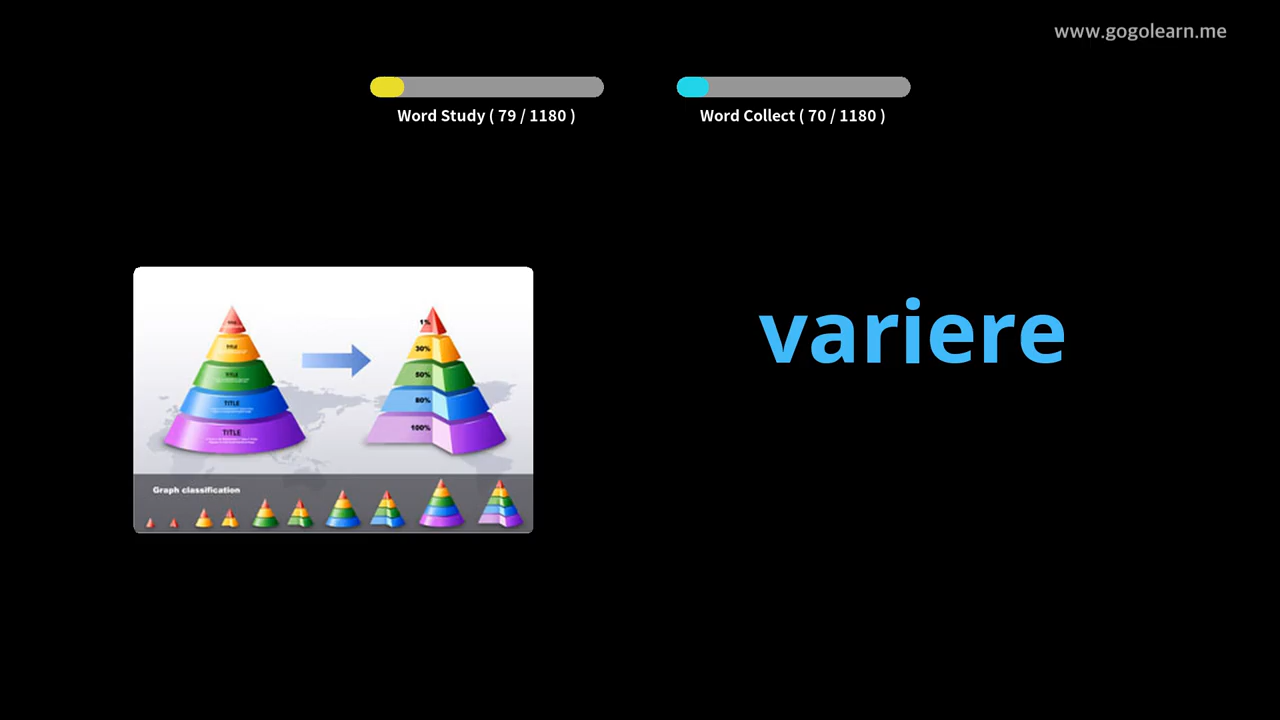 www.gogolearn.me
Word Study ( 79 / 1180 )
Word Collect ( 70 / 1180 )
variere
1%
TITLE
30%
TITLE
50%
TITLE
80%
TITLE
100%
Graph classification